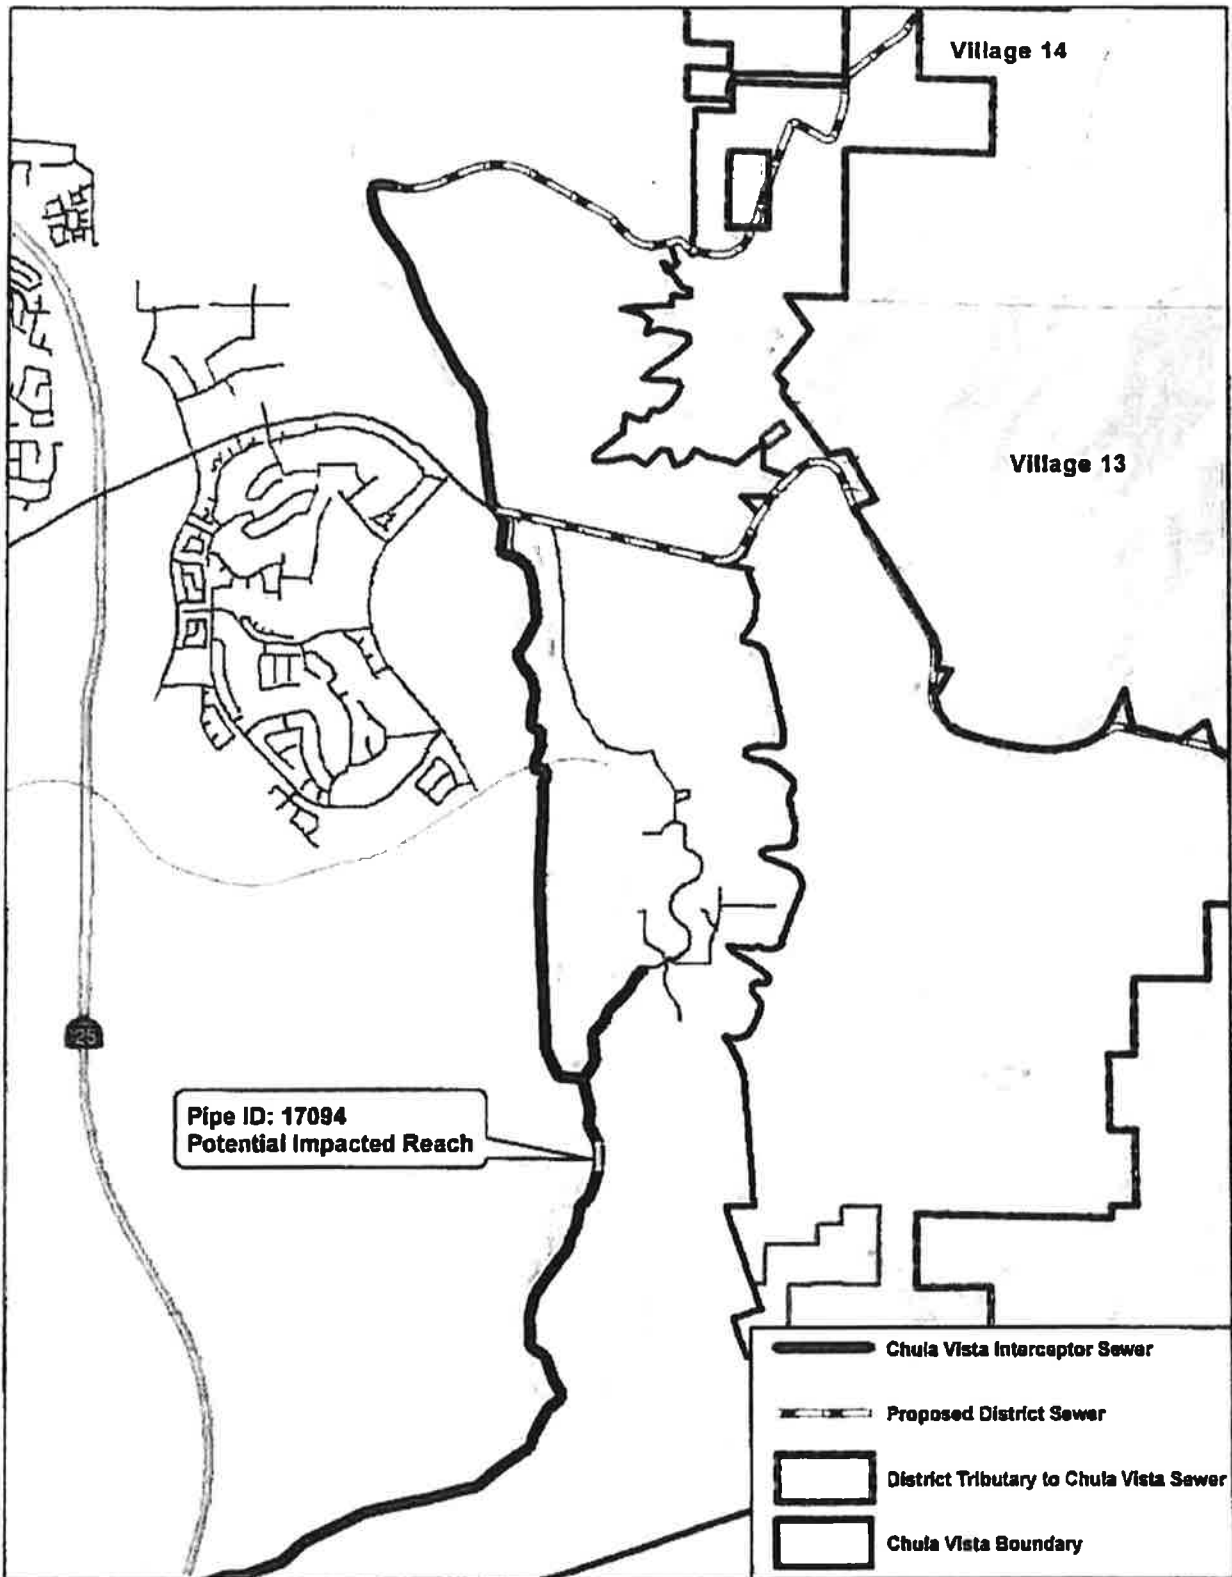 Village 14
Village 13
25
Pipe ID: 17094
Potential Impacted Reach
Chula Vista Interceptor Sewer
Proposed District Sewer
District Tributary to Chula Vista Sewer
Chula Vista Boundary